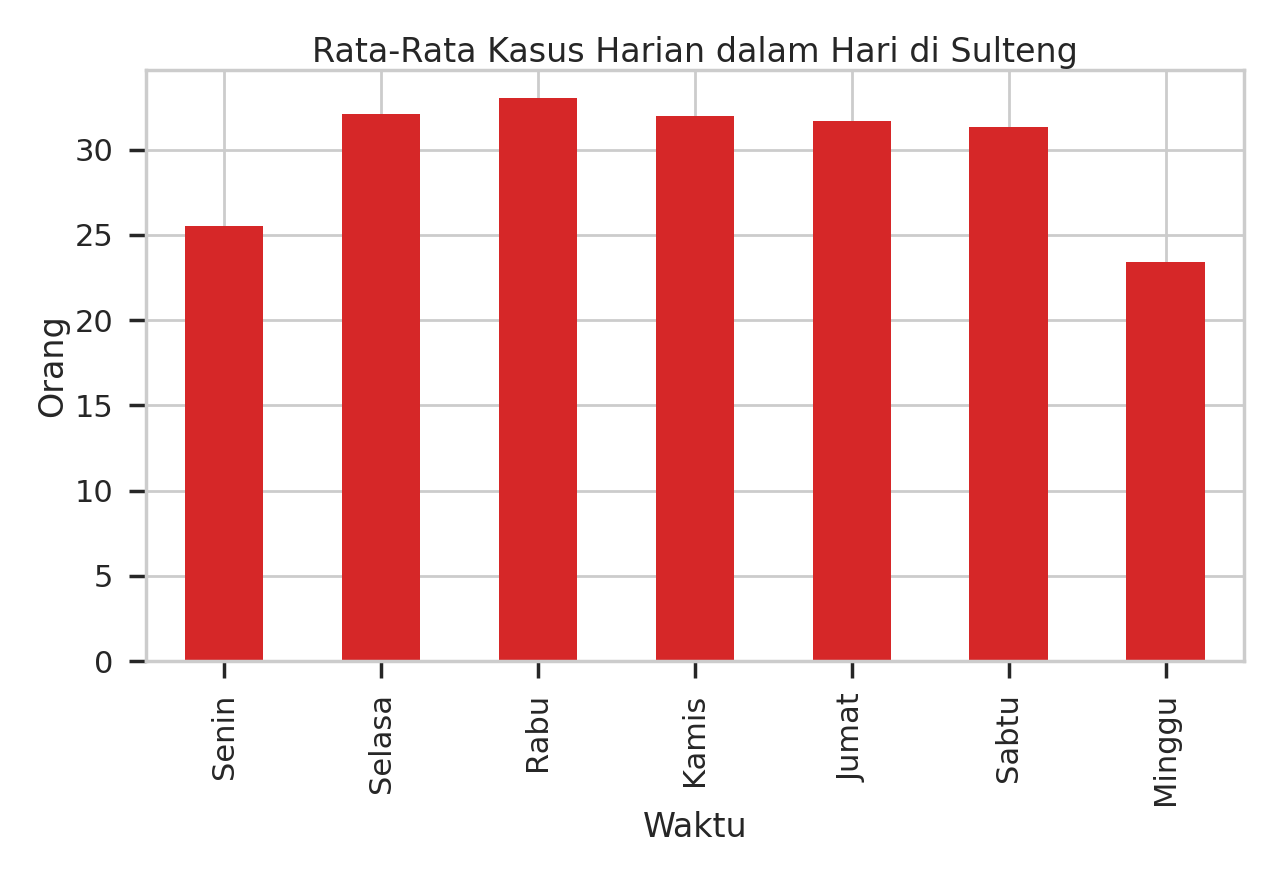 Rata-Rata Kasus Harian dalam Hari di Sulteng
Orang
30
25
20
15
10
5
0
Senin
Selasa
Rabu
Kamis
Jumat
Sabtu
Minggu
Waktu